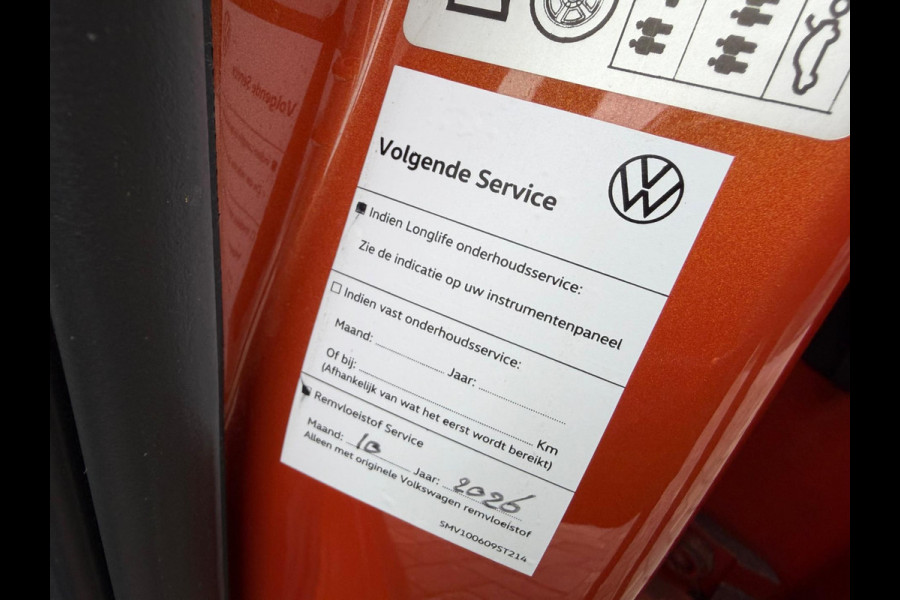 Volgende Service
Indien Longlife onderhoudsservice:
Zie de indicatie op uw instrumentenpaneel
Indien vast onderhoudsservice:
Maand: Jaar:
Of bij: Km
(Afhankelijk van wat het eerst wordt bereikt)
Remvloeistof Service
Maand: 10 Jaar: 2026
Alleen met originele Volkswagen remvloeistof
5MV100609ST214